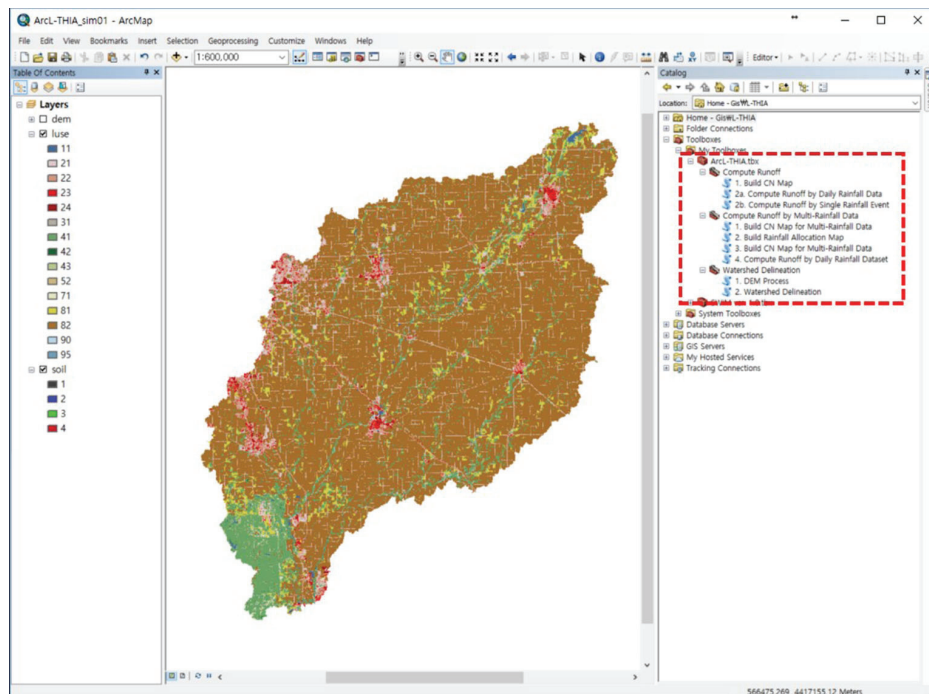 ArcL-THIA_sim01 - ArcMap
File Edit View Bookmarks Insert Selection Geoprocessing Customize Windows Help
1:600,000
Editor
Table Of Contents
Layers
dem
luse
11
21
22
23
24
31
41
42
43
52
71
81
82
90
95
soil
1
2
3
4
Catalog
Location: Home - Gis₩L-THIA
Home - Gis₩L-THIA
Folder Connections
Toolboxes
My Toolboxes
ArcL-THIA.tbx
Compute Runoff
1. Build CN Map
2a. Compute Runoff by Daily Rainfall Data
2b. Compute Runoff by Single Rainfall Event
Compute Runoff by Multi-Rainfall Data
1. Build CN Map for Multi-Rainfall Data
2. Build Rainfall Allocation Map
3. Build CN Map for Multi-Rainfall Data
4. Compute Runoff by Daily Rainfall Dataset
Watershed Delineation
1. DEM Process
2. Watershed Delineation
System Toolboxes
Database Servers
Database Connections
GIS Servers
My Hosted Services
Tracking Connections
566475.269 4417155.12 Meters